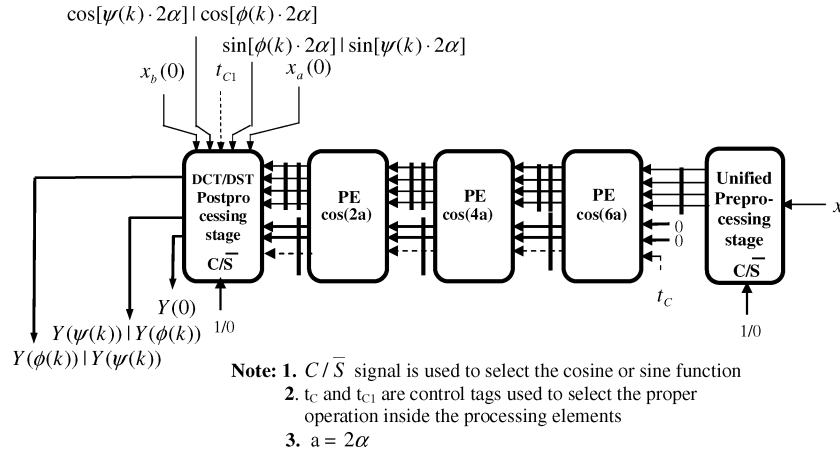 cos[ψ(k)·2α] | cos[ϕ(k)·2α]
sin[ϕ(k)·2α] | sin[ψ(k)·2α]
x_b(0) t_C1 x_a(0)
DCT/DST
Postpro
cessing
stage
C/S̅
PE
cos(2a)
PE
cos(4a)
PE
cos(6a)
0
0
t_C
Unified
Prepro-
cessing
stage
C/S̅
x
Y(0)
1/0
1/0
Y(ψ(k)) | Y(ϕ(k))
Y(ϕ(k)) | Y(ψ(k))
Note: 1. C / S̅ signal is used to select the cosine or sine function
2. t_C and t_C1 are control tags used to select the proper
operation inside the processing elements
3. a = 2α